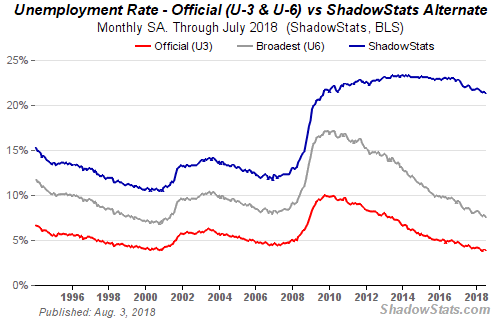 Unemployment Rate - Official (U-3 & U-6) vs ShadowStats Alternate
Monthly SA. Through July 2018 (ShadowStats, BLS)
Official (U3) Broadest (U6) ShadowStats
25%
20%
15%
10%
5%
0%
1996 1998 2000 2002 2004 2006 2008 2010 2012 2014 2016 2018
Published: Aug. 3, 2018
ShadowStats.com